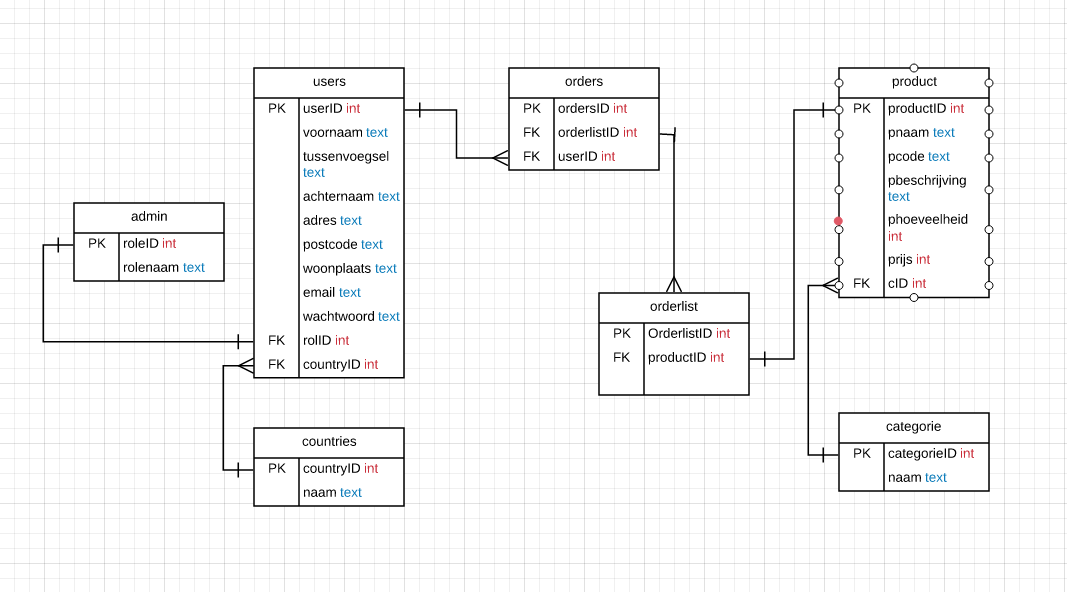 users
PK userID int
voornaam text
tussenvoegsel
text
achternaam text
adres text
postcode text
woonplaats text
email text
wachtwoord text
FK rolID int
FK countryID int
orders
PK ordersID int
FK orderlistID int
FK userID int
product
PK productID int
pnaam text
pcode text
pbeschrijving
text
phoeveelheid
int
prijs int
FK cID int
admin
PK roleID int
rolenaam text
orderlist
PK OrderlistID int
FK productID int
countries
PK countryID int
naam text
categorie
PK categorieID int
naam text